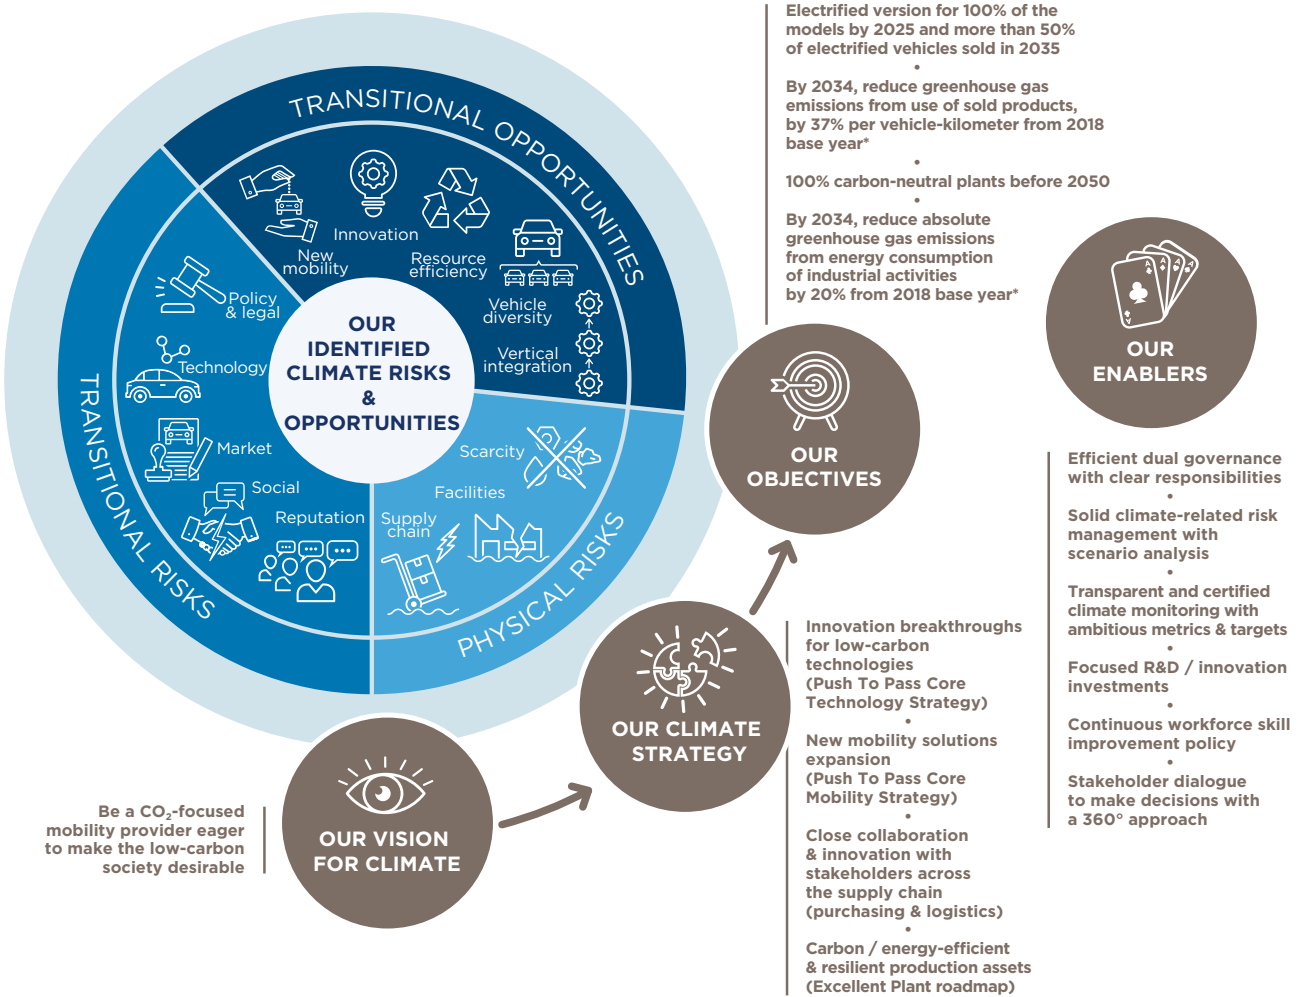 TRANSITIONAL OPPORTUNITIES
New
mobility
Innovation
Resource
efficiency
Vehicle
diversity
Vertical
integration
TRANSITIONAL RISKS
Policy
& legal
Technology
Market
Social
Reputation
PHYSICAL RISKS
Scarcity
Facilities
Supply
chain
OUR
IDENTIFIED
CLIMATE RISKS
&
OPPORTUNITIES
OUR VISION
FOR CLIMATE
Be a CO₂-focused
mobility provider eager
to make the low-carbon
society desirable
OUR CLIMATE
STRATEGY
Innovation breakthroughs
for low-carbon
technologies
(Push To Pass Core
Technology Strategy)
•
New mobility solutions
expansion
(Push To Pass Core
Mobility Strategy)
•
Close collaboration
& innovation with
stakeholders across
the supply chain
(purchasing & logistics)
•
Carbon / energy-efficient
& resilient production assets
(Excellent Plant roadmap)
OUR
OBJECTIVES
Electrified version for 100% of the
models by 2025 and more than 50%
of electrified vehicles sold in 2035
•
By 2034, reduce greenhouse gas
emissions from use of sold products,
by 37% per vehicle-kilometer from 2018
base year*
•
100% carbon-neutral plants before 2050
•
By 2034, reduce absolute
greenhouse gas emissions
from energy consumption
of industrial activities
by 20% from 2018 base year*
A
A
A
A
A
OUR
ENABLERS
Efficient dual governance
with clear responsibilities
•
Solid climate-related risk
management with
scenario analysis
•
Transparent and certified
climate monitoring with
ambitious metrics & targets
•
Focused R&D / innovation
investments
•
Continuous workforce skill
improvement policy
•
Stakeholder dialogue
to make decisions with
a 360° approach